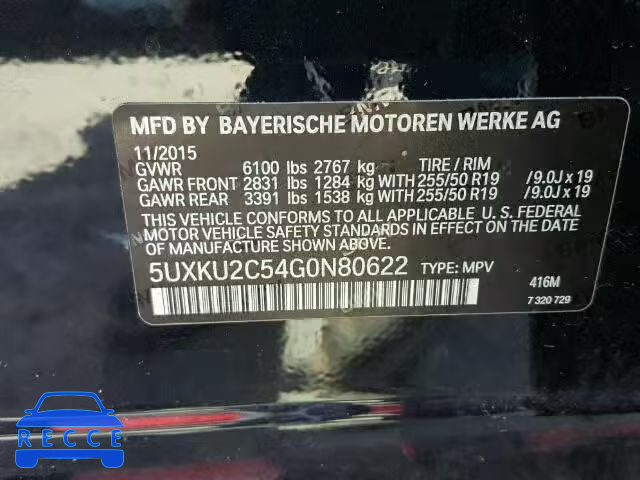 MFD BY BAYERISCHE MOTOREN WERKE AG
11/2015
GVWR 6100 lbs 2767 kg TIRE / RIM
GAWR FRONT 2831 lbs 1284 kg WITH 255/50 R19 /9.0J x 19
GAWR REAR 3391 lbs 1538 kg WITH 255/50 R19 /9.0J x 19
THIS VEHICLE CONFORMS TO ALL APPLICABLE U. S. FEDERAL
MOTOR VEHICLE SAFETY STANDARDS IN EFFECT ON THE
DATE OF MANUFACTURE SHOWN ABOVE.
5UXKU2C54G0N80622 TYPE: MPV
416M
7 320 729
RECCE